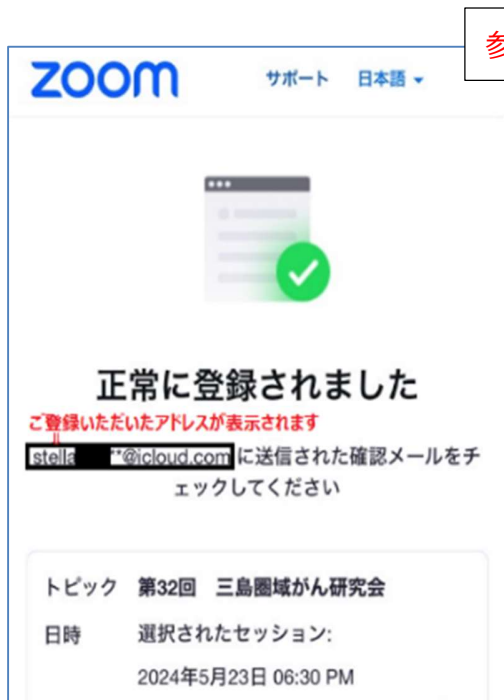 参
zoom
サポート 日本語
正常に登録されました
ご登録いただいたアドレスが表示されます
stella **@icloud.com に送信された確認メールをチ
ェックしてください
トピック 第32回 三島圏域がん研究会
日時 選択されたセッション:
2024年5月23日 06:30 PM